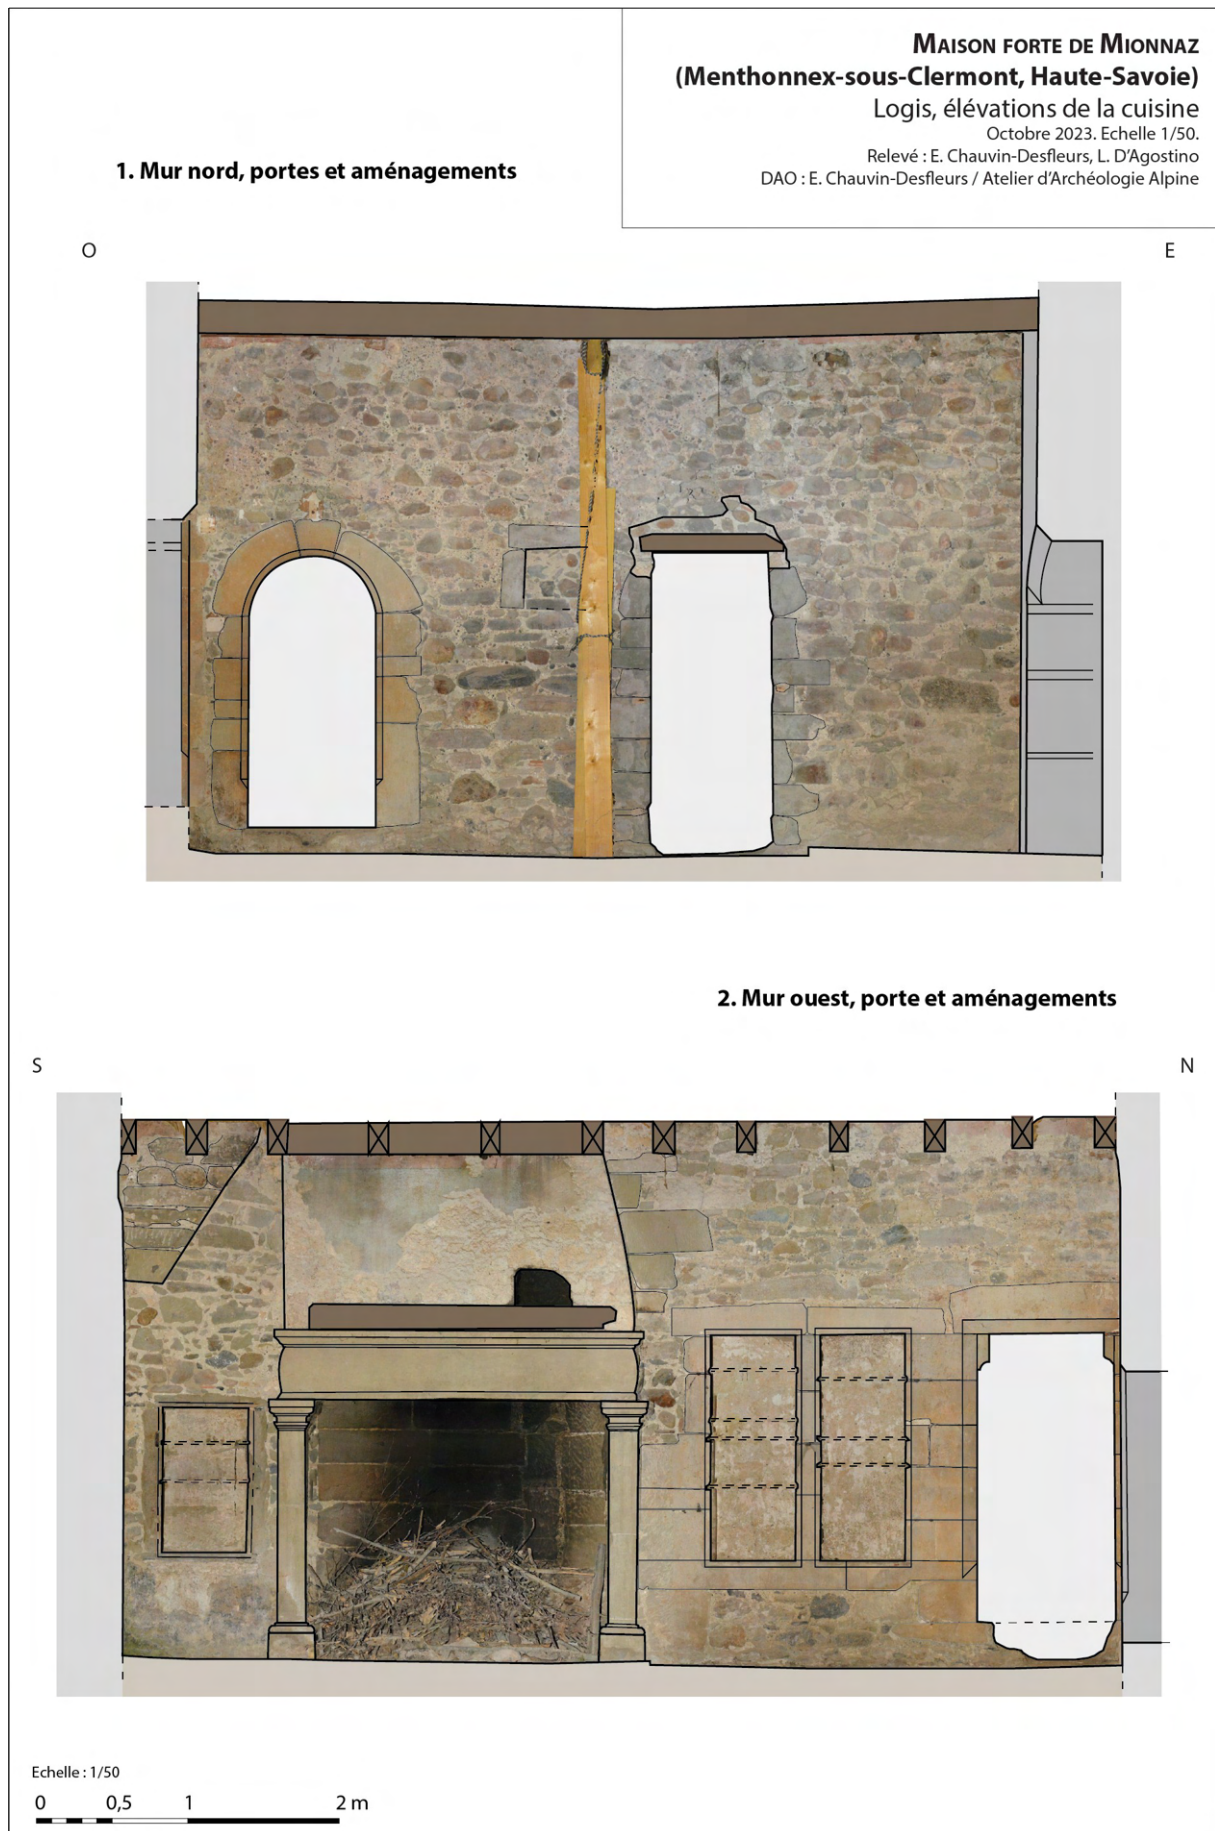 MAISON FORTE DE MIONNAZ
(Menthonnex-sous-Clermont, Haute-Savoie)
Logis, élévations de la cuisine
Octobre 2023. Echelle 1/50.
Relevé : E. Chauvin-Desfleurs, L. D'Agostino
DAO : E. Chauvin-Desfleurs / Atelier d'Archéologie Alpine
1. Mur nord, portes et aménagements
O
E
2. Mur ouest, porte et aménagements
S
N
Echelle : 1/50
0 0,5 1 2 m